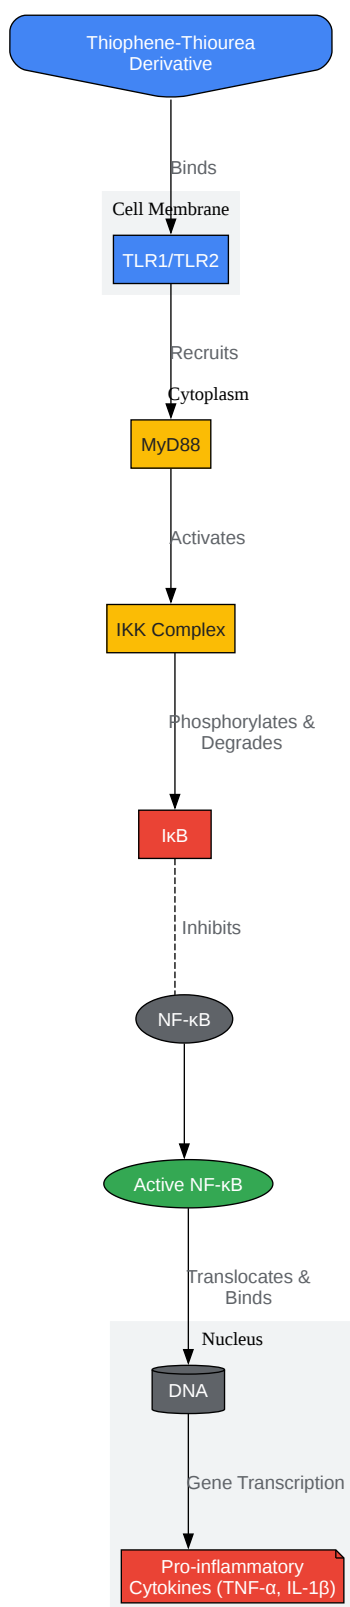 Thiophene-Thiourea
Derivative
Binds
Cell Membrane
TLR1/TLR2
Recruits
Cytoplasm
MyD88
Activates
IKK Complex
Phosphorylates &
Degrades
IκB
Inhibits
NF-κB
Active NF-κB
Translocates &
Binds
Nucleus
DNA
Gene Transcription
Pro-inflammatory
Cytokines (TNF-α, IL-1β)